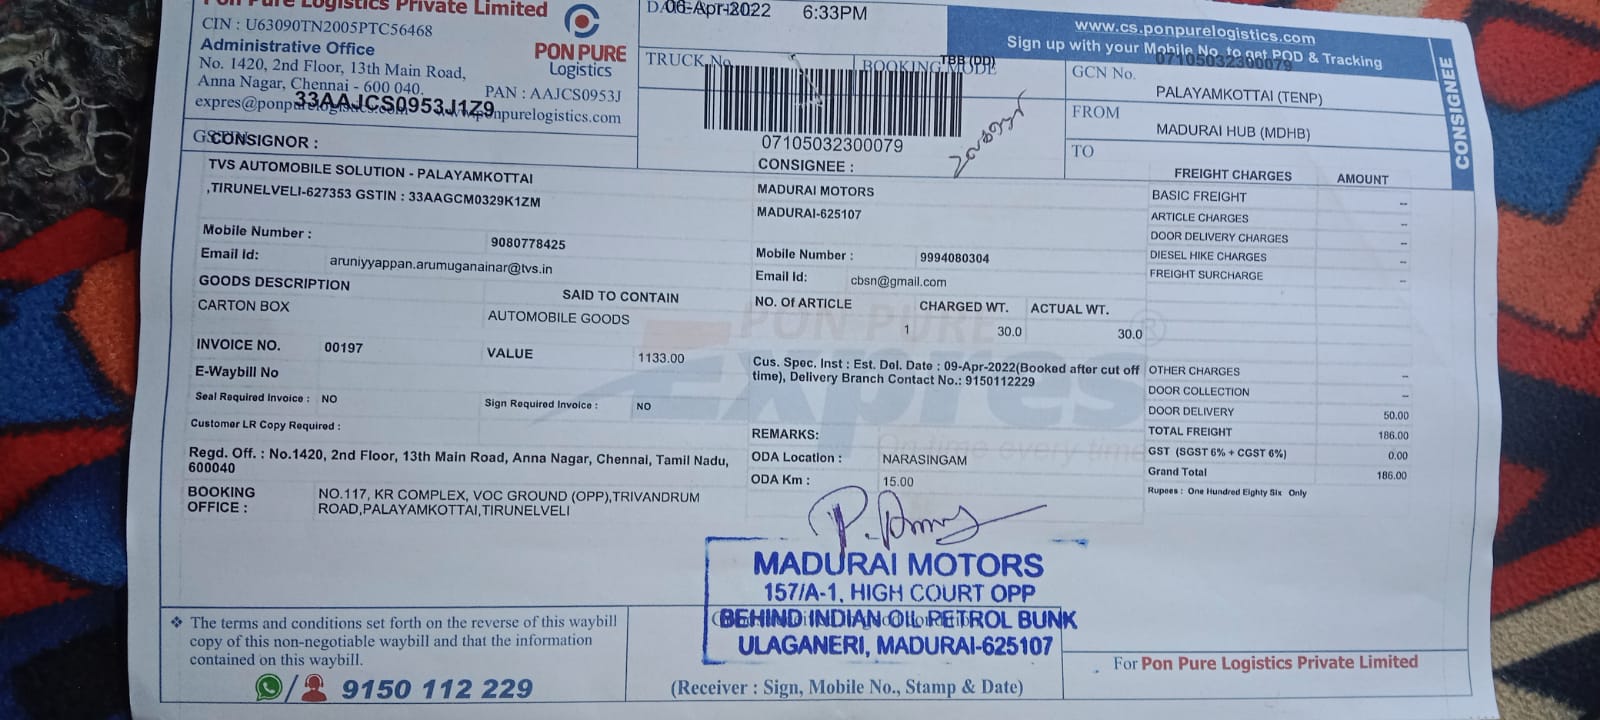 Pon Pure Logistics Private Limited
CIN : U63090TN2005PTC56468
Administrative Office
No. 1420, 2nd Floor, 13th Main Road,
Anna Nagar, Chennai - 600 040.
PAN : AAJCS0953J
33AAJCS0953J1Z9
PON PURE
Logistics
06-Apr-2022 6:33PM
TRUCK No.
BOOKING MODE
TBB (DD)
07105032300079
www.cs.ponpurelogistics.com
Sign up with your Mobile No. to get POD & Tracking
07105032300079
GCN No.
PALAYAMKOTTAI (TENP)
FROM
MADURAI HUB (MDHB)
TO
CONSIGNEE
CONSIGNOR :
TVS AUTOMOBILE SOLUTION - PALAYAMKOTTAI
,TIRUNELVELI-627353 GSTIN : 33AAGCM0329K1ZM
Mobile Number : 9080778425
Email Id: aruniyyappan.arumuganainar@tvs.in
CONSIGNEE :
MADURAI MOTORS
MADURAI-625107
Mobile Number : 9994080304
Email Id: cbsn@gmail.com
FREIGHT CHARGES AMOUNT
BASIC FREIGHT --
ARTICLE CHARGES --
DOOR DELIVERY CHARGES --
DIESEL HIKE CHARGES --
FREIGHT SURCHARGE --
GOODS DESCRIPTION SAID TO CONTAIN
CARTON BOX AUTOMOBILE GOODS
NO. Of ARTICLE CHARGED WT. ACTUAL WT.
1 30.0 30.0
INVOICE NO. 00197 VALUE 1133.00
E-Waybill No
Seal Required Invoice : NO Sign Required Invoice : NO
Customer LR Copy Required :
Cus. Spec. Inst : Est. Del. Date : 09-Apr-2022(Booked after cut off
time), Delivery Branch Contact No.: 9150112229
OTHER CHARGES --
DOOR COLLECTION --
DOOR DELIVERY 50.00
TOTAL FREIGHT 186.00
GST (SGST 6% + CGST 6%) 0.00
Grand Total 186.00
Rupees : One Hundred Eighty Six Only
REMARKS:
ODA Location : NARASINGAM
ODA Km : 15.00
PON PURE
Expres
On time every time
Regd. Off. : No.1420, 2nd Floor, 13th Main Road, Anna Nagar, Chennai, Tamil Nadu,
600040
BOOKING
OFFICE :
NO.117, KR COMPLEX, VOC GROUND (OPP),TRIVANDRUM
ROAD,PALAYAMKOTTAI,TIRUNELVELI
MADURAI MOTORS
157/A-1, HIGH COURT OPP
BEHIND INDIAN OIL PETROL BUNK
ULAGANERI, MADURAI-625107
❖ The terms and conditions set forth on the reverse of this waybill
copy of this non-negotiable waybill and that the information
contained on this waybill.
/ 9150 112 229
(Receiver : Sign, Mobile No., Stamp & Date)
For Pon Pure Logistics Private Limited